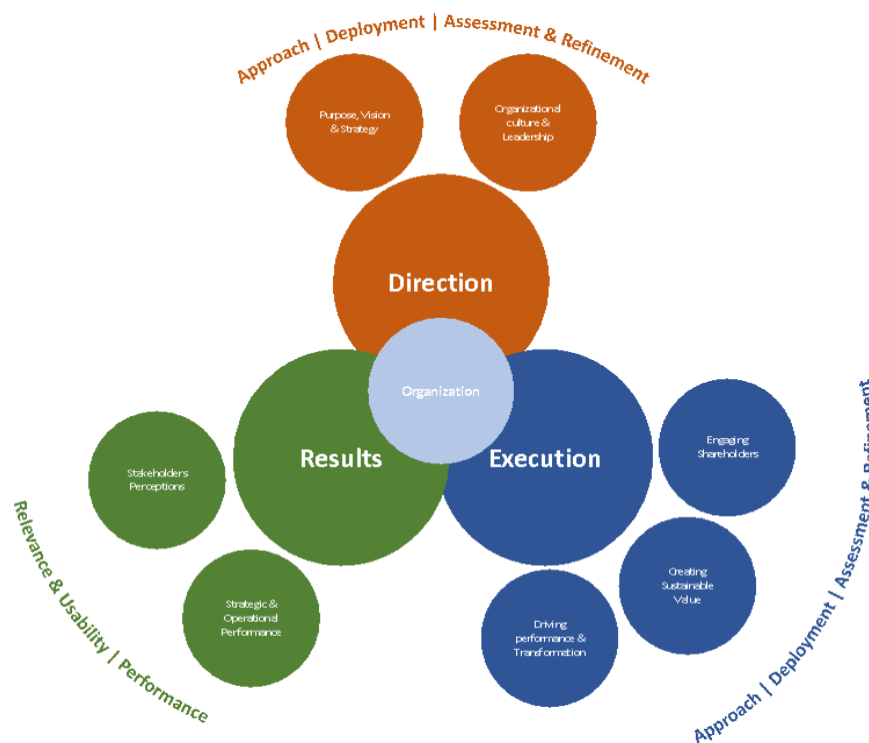 Approach | Deployment | Assessment & Refinement
Purpose, Vision
& Strategy
Organizational
culture &
Leadership
Direction
Organization
Results
Execution
Stakeholders
Perceptions
Strategic &
Operational
Performance
Relevance & Usability | Performance
Engaging
Shareholders
Creating
Sustainable
Value
Driving
performance &
Transformation
Approach | Deployment | Assessment & Refinement